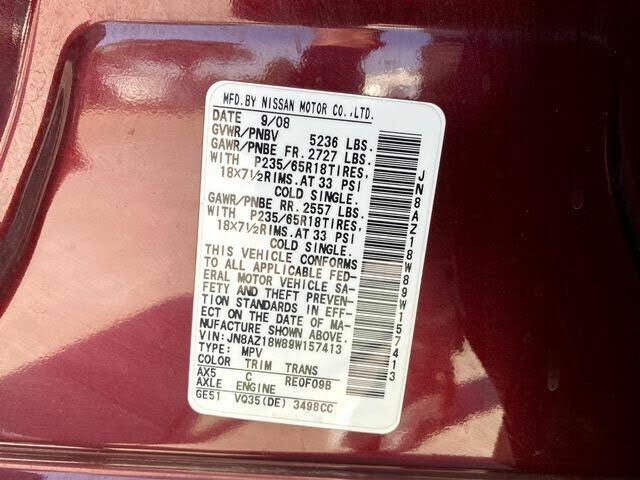 MFD.BY NISSAN MOTOR CO.,LTD.
DATE 9/08
GVWR/PNBV 5236 LBS.
GAWR/PNBE FR. 2727 LBS.
WITH P235/65R18TIRES,
18X7½RIMS.AT 33 PSI
COLD SINGLE.
GAWR/PNBE RR. 2557 LBS.
WITH P235/65R18TIRES,
18X7½RIMS.AT 33 PSI
COLD SINGLE.
THIS VEHICLE CONFORMS
TO ALL APPLICABLE FED-
ERAL MOTOR VEHICLE SA-
FETY AND THEFT PREVEN-
TION STANDARDS IN EFF-
ECT ON THE DATE OF MA-
NUFACTURE SHOWN ABOVE.
VIN:JN8AZ18W89W157413
TYPE: MPV
COLOR TRIM TRANS
AX5 C RE0F09B
AXLE ENGINE
GE51 VQ35(DE) 3498CC
JN8AZ18W89W157413